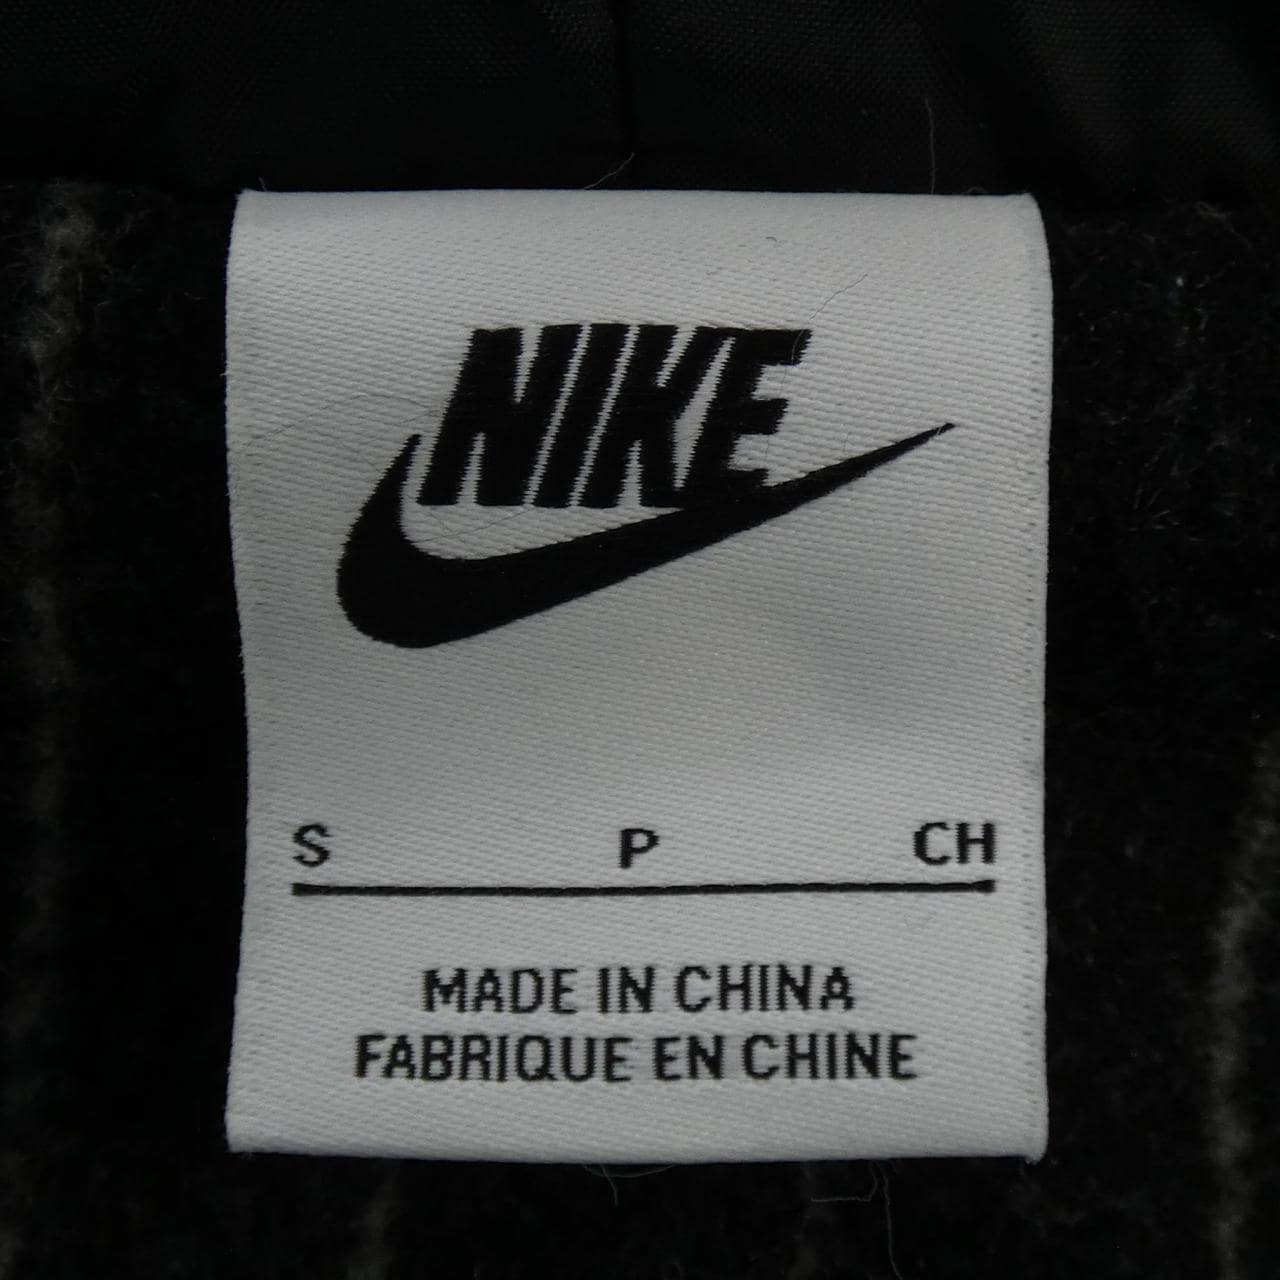 NIKE
S P CH
MADE IN CHINA
FABRIQUE EN CHINE